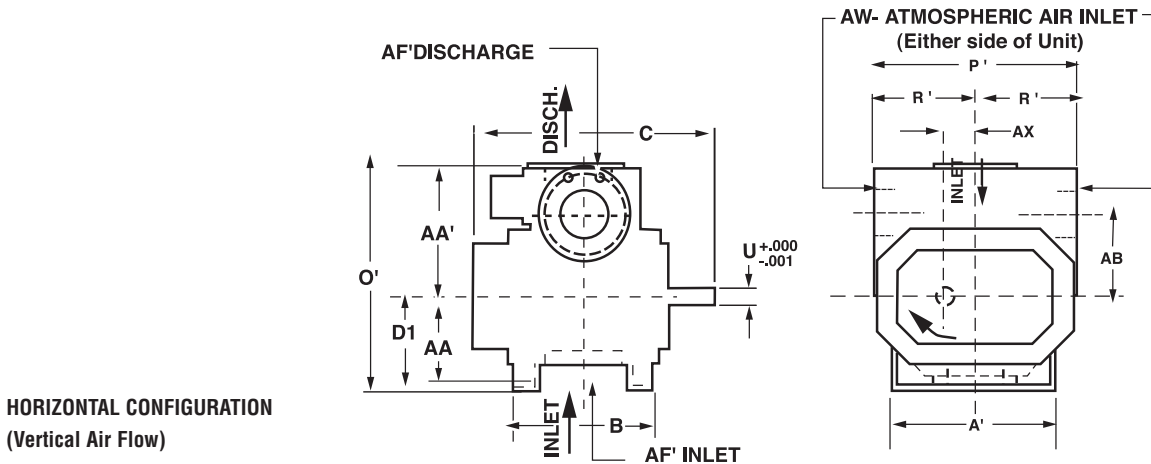 AW- ATMOSPHERIC AIR INLET
(Either side of Unit)
AF'DISCHARGE
P'
R'
R'
DISCH.
C
AX
INLET
AA'
U +.000
-.001
AB
O'
D1
AA
HORIZONTAL CONFIGURATION
(Vertical Air Flow)
INLET
B
A'
AF' INLET